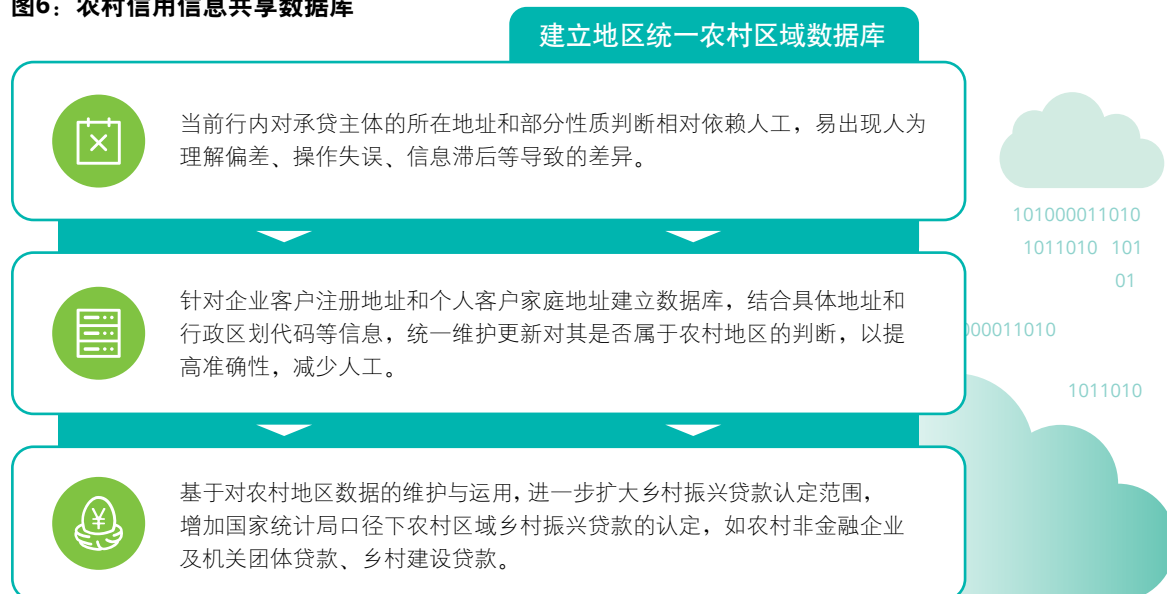 图6：农村信用信息共享数据库
建立地区统一农村区域数据库
当前行内对承贷主体的所在地址和部分性质判断相对依赖人工，易出现人为
理解偏差、操作失误、信息滞后等导致的差异。
针对企业客户注册地址和个人客户家庭地址建立数据库，结合具体地址和
行政区划代码等信息，统一维护更新对其是否属于农村地区的判断，以提
高准确性，减少人工。
基于对农村地区数据的维护与运用，进一步扩大乡村振兴贷款认定范围，
增加国家统计局口径下农村区域乡村振兴贷款的认定，如农村非金融企业
及机关团体贷款、乡村建设贷款。
¥
101000011010
1011010 101
01
000011010
1011010